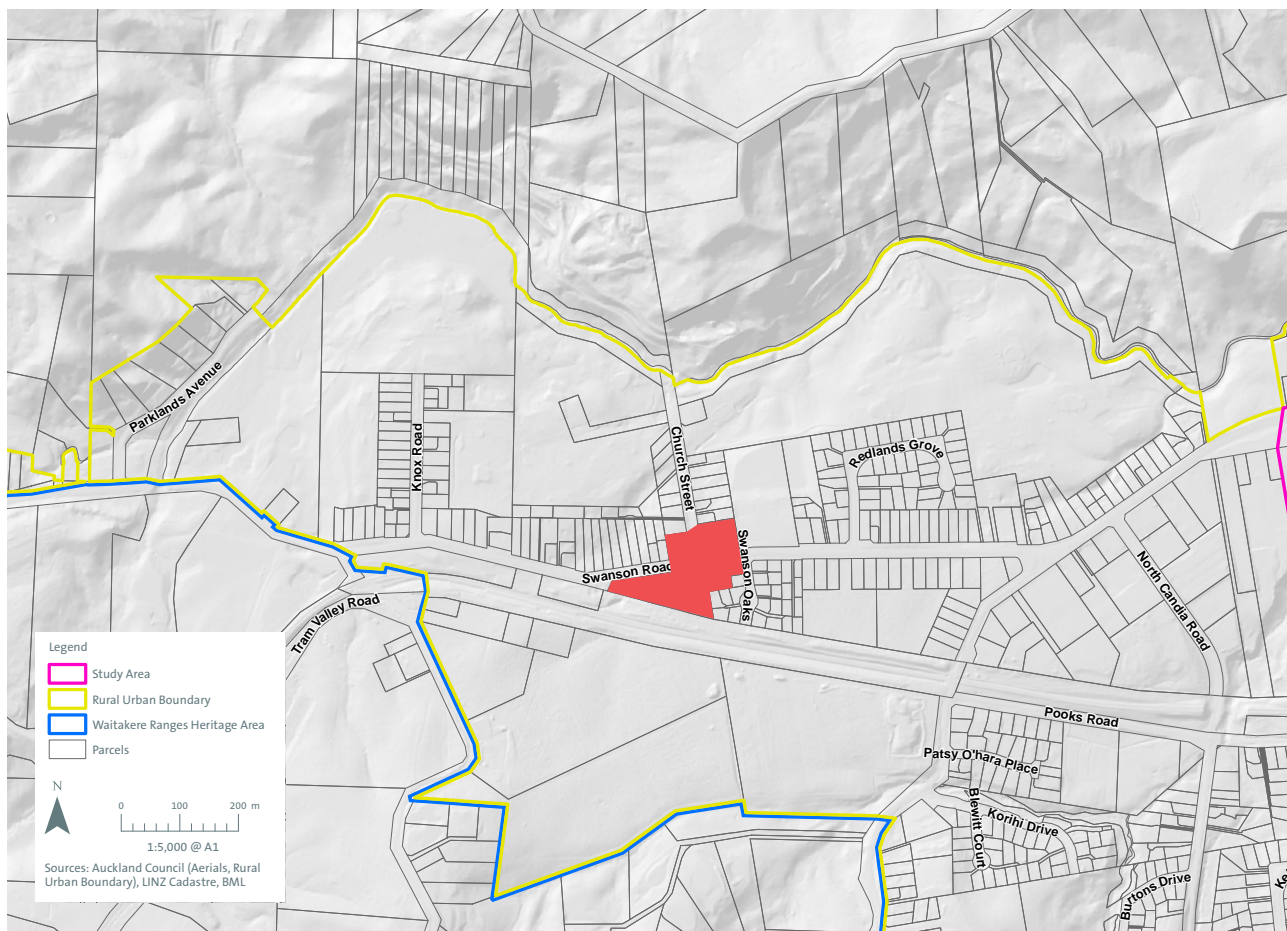 Parklands Avenue
Knox Road
Church Street
Redlands Grove
Swanson Road
Swanson Oaks
North Candia Road
Tram Valley Road
Pooks Road
Patsy O'hara Place
Blewitt Court
Korihi Drive
Burtons Drive
Legend
Study Area
Rural Urban Boundary
Waitakere Ranges Heritage Area
Parcels
N
0 100 200 m
1:5,000 @ A1
Sources: Auckland Council (Aerials, Rural
Urban Boundary), LINZ Cadastre, BML